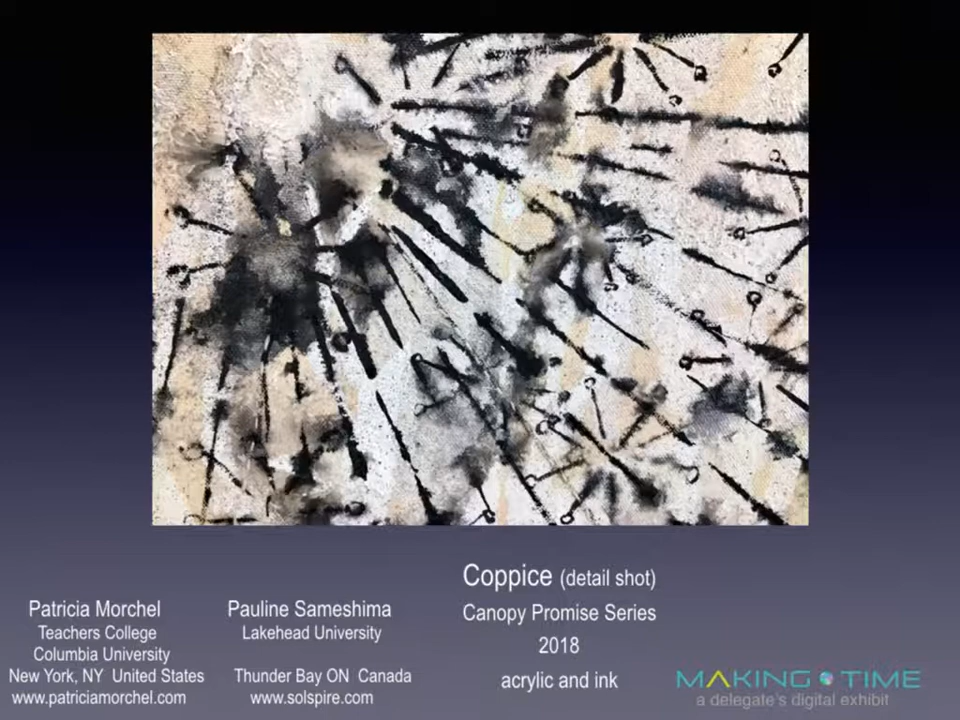 Coppice (detail shot)
Canopy Promise Series
2018
acrylic and ink
Patricia Morchel
Teachers College
Columbia University
New York, NY United States
www.patriciamorchel.com
Pauline Sameshima
Lakehead University
Thunder Bay ON Canada
www.solspire.com
MAKING TIME
a delegate's digital exhibit